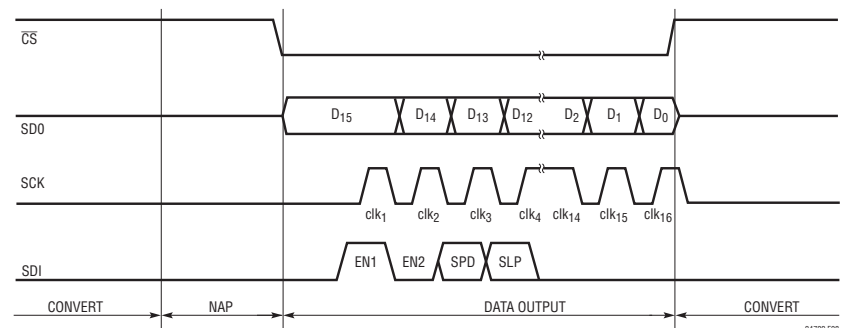 CS
SD0
D15 D14 D13 D12 D2 D1 D0
SCK
clk1 clk2 clk3 clk4 clk14 clk15 clk16
SDI
EN1 EN2 SPD SLP
CONVERT NAP DATA OUTPUT CONVERT